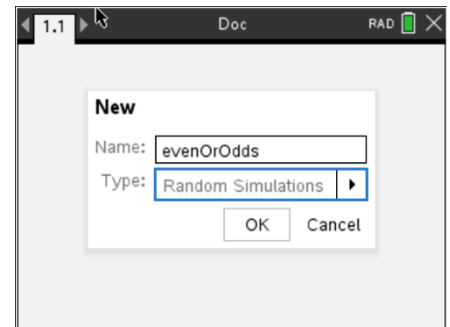 1.1 Doc RAD
New
Name: evenOrOdds
Type: Random Simulations
OK Cancel